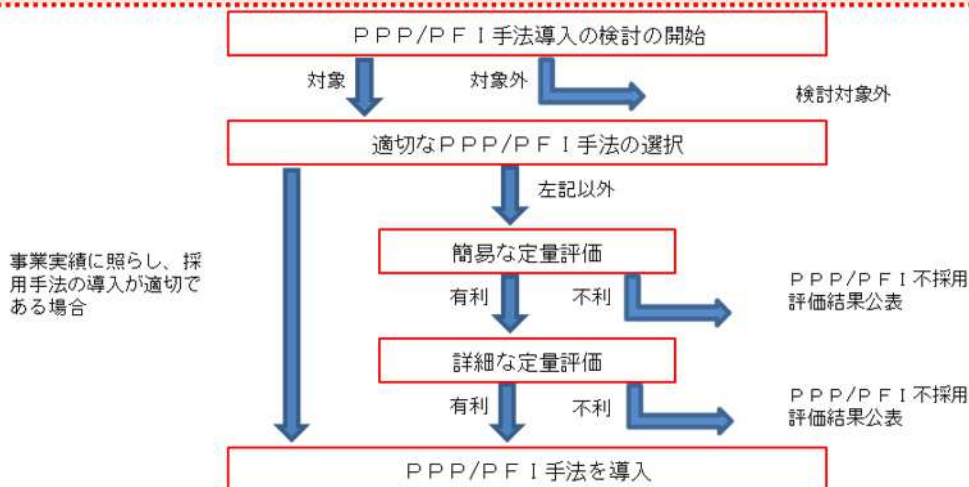 PPP/PFI手法導入の検討の開始
対象
対象外
検討対象外
適切なPPP/PFI手法の選択
左記以外
事業実績に照らし、採
用手法の導入が適切で
ある場合
簡易な定量評価
有利
不利
PPP/PFI不採用
評価結果公表
詳細な定量評価
有利
不利
PPP/PFI不採用
評価結果公表
PPP/PFI手法を導入